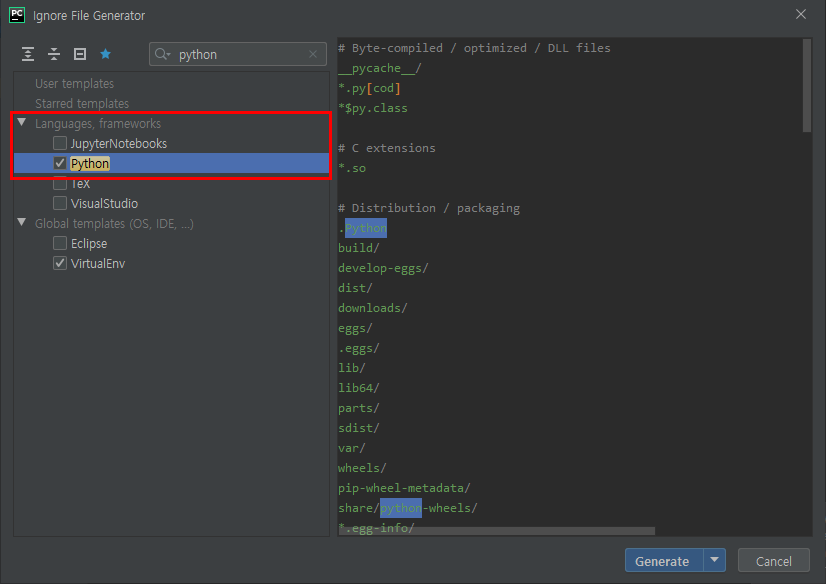 PC Ignore File Generator
python
User templates
Starred templates
Languages, frameworks
JupyterNotebooks
Python
TeX
VisualStudio
Global templates (OS, IDE, ...)
Eclipse
VirtualEnv
# Byte-compiled / optimized / DLL files
__pycache__/
*.py[cod]
*$py.class
# C extensions
*.so
# Distribution / packaging
.Python
build/
develop-eggs/
dist/
downloads/
eggs/
.eggs/
lib/
lib64/
parts/
sdist/
var/
wheels/
pip-wheel-metadata/
share/python-wheels/
*.egg-info/
Generate
Cancel